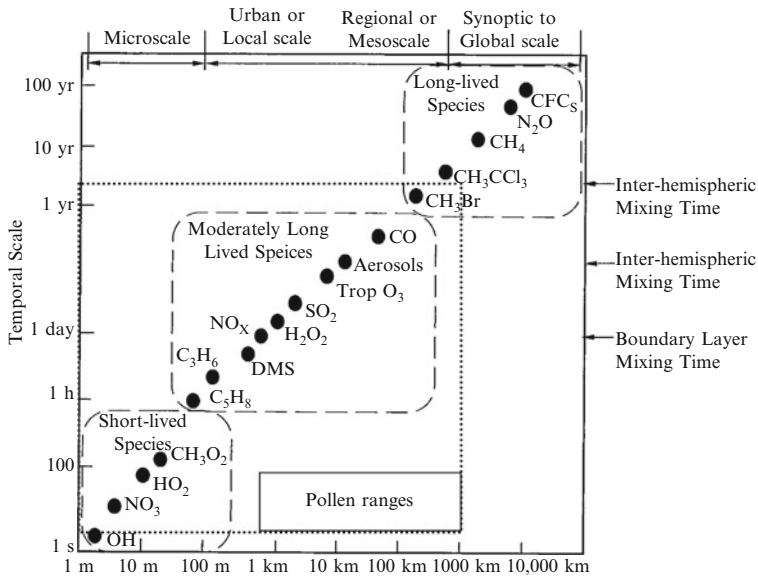 Microscale
Urban or
Local scale
Regional or
Mesoscale
Synoptic to
Global scale
100 yr
10 yr
1 yr
1 day
1 h
100
1 s
Temporal Scale
Long-lived
Species
CFCs
N2O
CH4
CH3CCl3
CH3Br
Moderately Long
Lived Speices
CO
Aerosols
Trop O3
SO2
H2O2
NOX
DMS
C3H6
C5H8
Short-lived
Species
CH3O2
HO2
NO3
OH
Pollen ranges
Inter-hemispheric
Mixing Time
Inter-hemispheric
Mixing Time
Boundary Layer
Mixing Time
1 m 10 m 100 m 1 km 10 km 100 km 1000 km 10,000 km